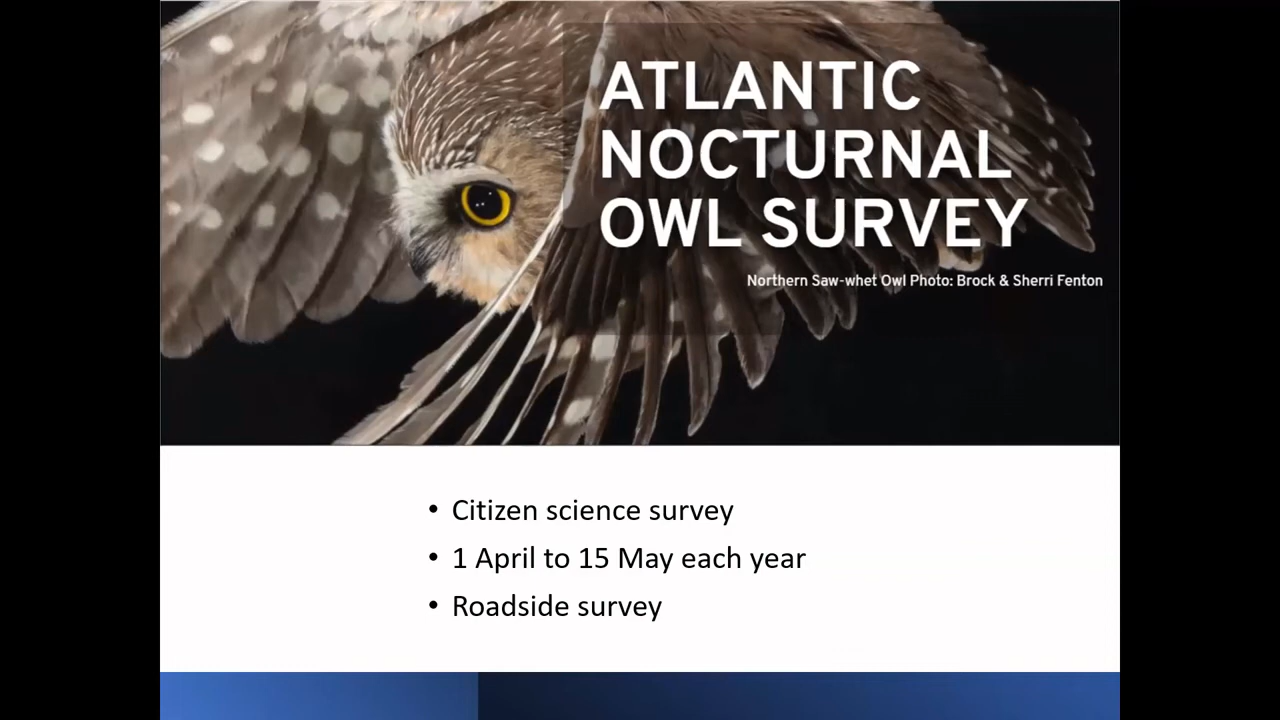 ATLANTIC
NOCTURNAL
OWL SURVEY
Northern Saw-whet Owl Photo: Brock & Sherri Fenton
• Citizen science survey
• 1 April to 15 May each year
• Roadside survey